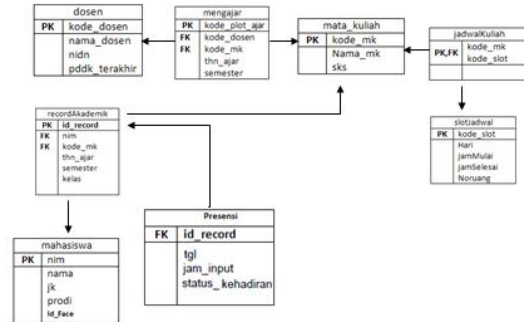 dosen
PK kode_dosen
nama_dosen
nidn
pddk_terakhir
mengajar
PK kode_plot_ajar
FK kode_dosen
FK kode_mk
thn_ajar
semester
mata_kuliah
PK kode_mk
Nama_mk
sks
jadwalKuliah
PK,FK kode_mk
kode_slot
recordAkademik
PK id_record
FK nim
FK kode_mk
thn_ajar
semester
kelas
slotJadwal
PK kode_slot
Hari
jamMulai
jamSelesai
Noruang
Presensi
FK id_record
tgl
jam_input
status_kehadiran
mahasiswa
PK nim
nama
jk
prodi
Id_Face